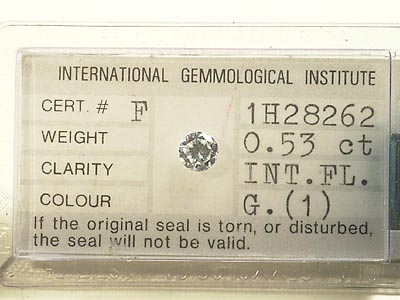 INTERNATIONAL GEMMOLOGICAL INSTITUTE
CERT. # F 1H28262
WEIGHT 0.53 ct
CLARITY INT.FL.
COLOUR G.(1)
If the original seal is torn, or disturbed,
the seal will not be valid.